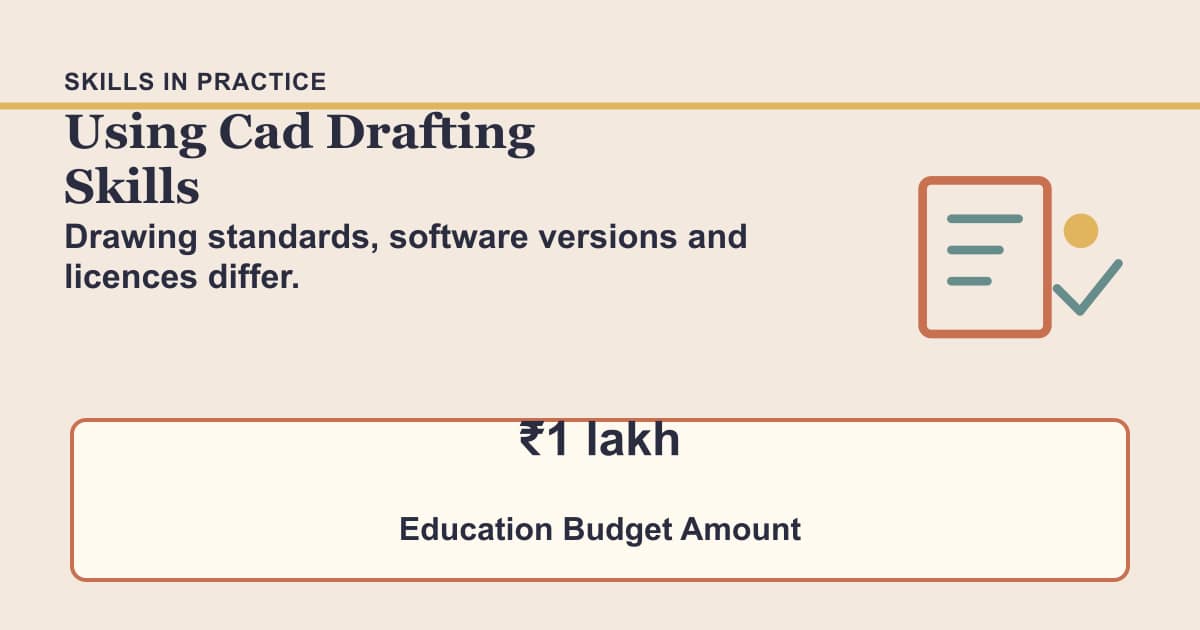 SKILLS IN PRACTICE
Using Cad Drafting
Skills
Drawing standards, software versions and
licences differ.
₹1 lakh
Education Budget Amount